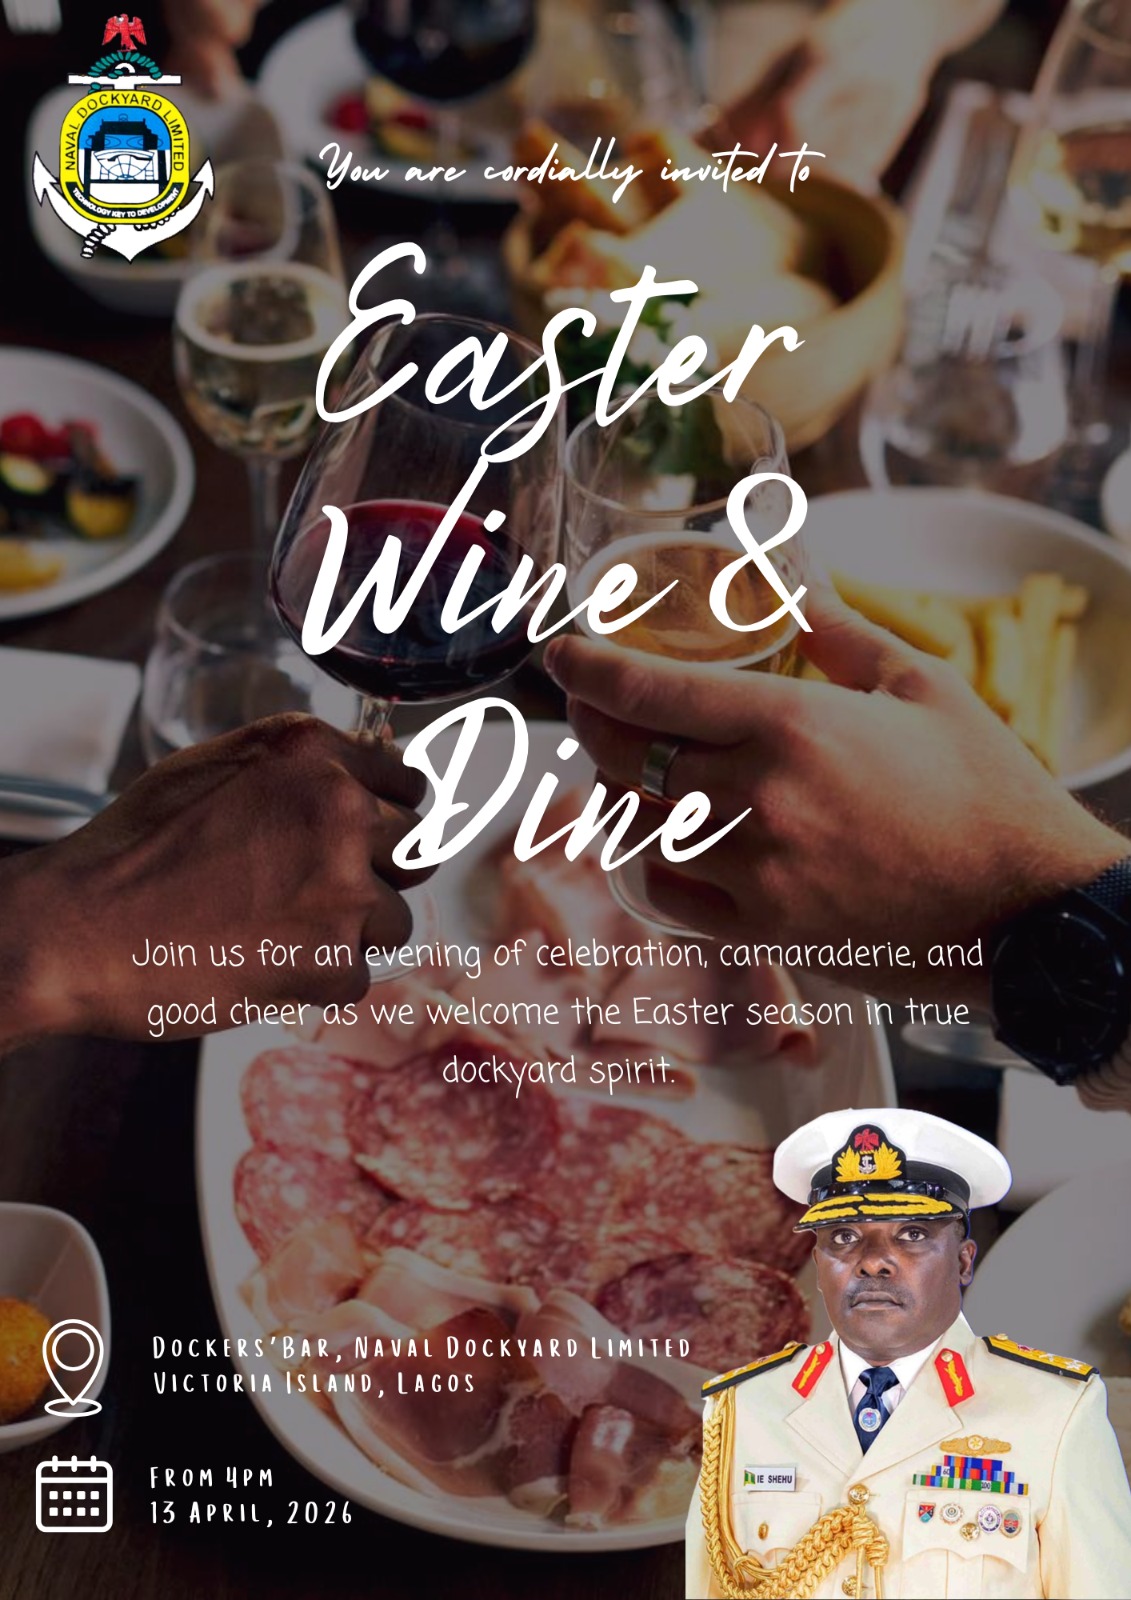 NAVAL DOCKYARD LIMITED
TECHNOLOGY KEY TO DEVELOPMENT
You are cordially invited to
Easter
Wine &
Dine
Join us for an evening of celebration, camaraderie, and
good cheer as we welcome the Easter season in true
dockyard spirit.
DOCKERS'BAR, NAVAL DOCKYARD LIMITED
VICTORIA ISLAND, LAGOS
FROM 4PM
13 APRIL, 2026
IE SHEHU